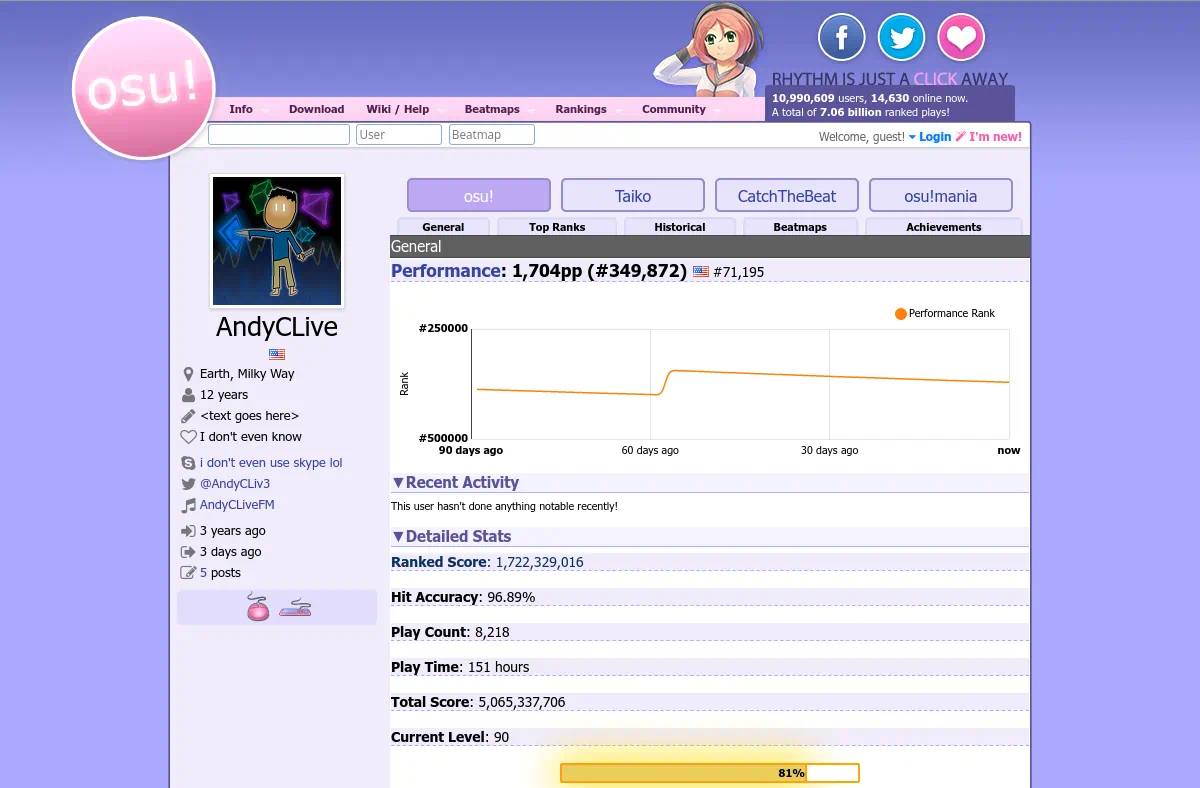 osu!
RHYTHM IS JUST A CLICK AWAY
10,990,609 users, 14,630 online now.
A total of 7.06 billion ranked plays!
Info Download Wiki / Help Beatmaps Rankings Community
User Beatmap Welcome, guest! Login I'm new!
AndyCLive
Earth, Milky Way
12 years
<text goes here>
I don't even know
i don't even use skype lol
@AndyCLiv3
AndyCLiveFM
3 years ago
3 days ago
5 posts
osu! Taiko CatchTheBeat osu!mania
General Top Ranks Historical Beatmaps Achievements
General
Performance: 1,704pp (#349,872) #71,195
Performance Rank
#250000
Rank
#500000
90 days ago 60 days ago 30 days ago now
▼Recent Activity
This user hasn't done anything notable recently!
▼Detailed Stats
Ranked Score: 1,722,329,016
Hit Accuracy: 96.89%
Play Count: 8,218
Play Time: 151 hours
Total Score: 5,065,337,706
Current Level: 90
81%